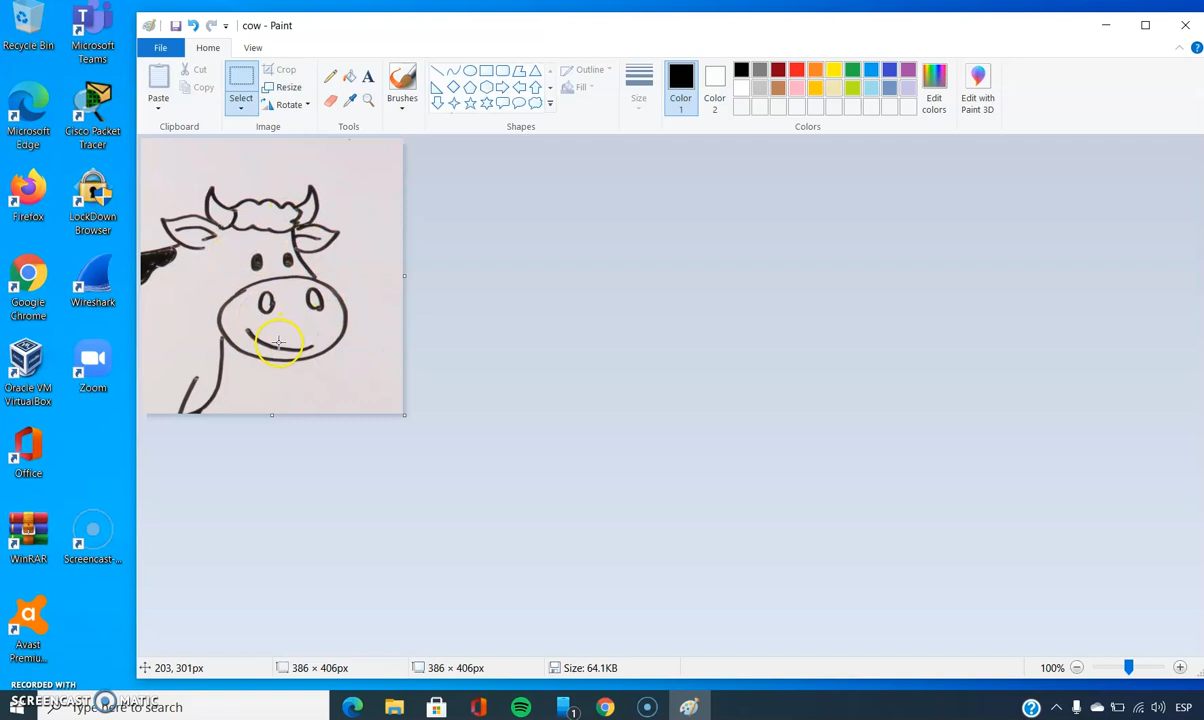 cow - Paint
File
Home
View
Paste
Cut
Copy
Clipboard
Select
Crop
Resize
Rotate
Image
A
Tools
Brushes
Shapes
Outline
Fill
Size
Color
1
Color
2
Colors
Edit
colors
Edit with
Paint 3D
Recycle Bin
Microsoft
Teams
Microsoft
Edge
Cisco Packet
Tracer
Firefox
LockDown
Browser
Google
Chrome
Wireshark
Oracle VM
VirtualBox
Zoom
Office
WinRAR
Screencast-...
Avast
Premiu...
203, 301px
386 × 406px
386 × 406px
Size: 64.1KB
100%
RECORDED WITH
SCREENCAST MATIC
Type here to search
1
ESP